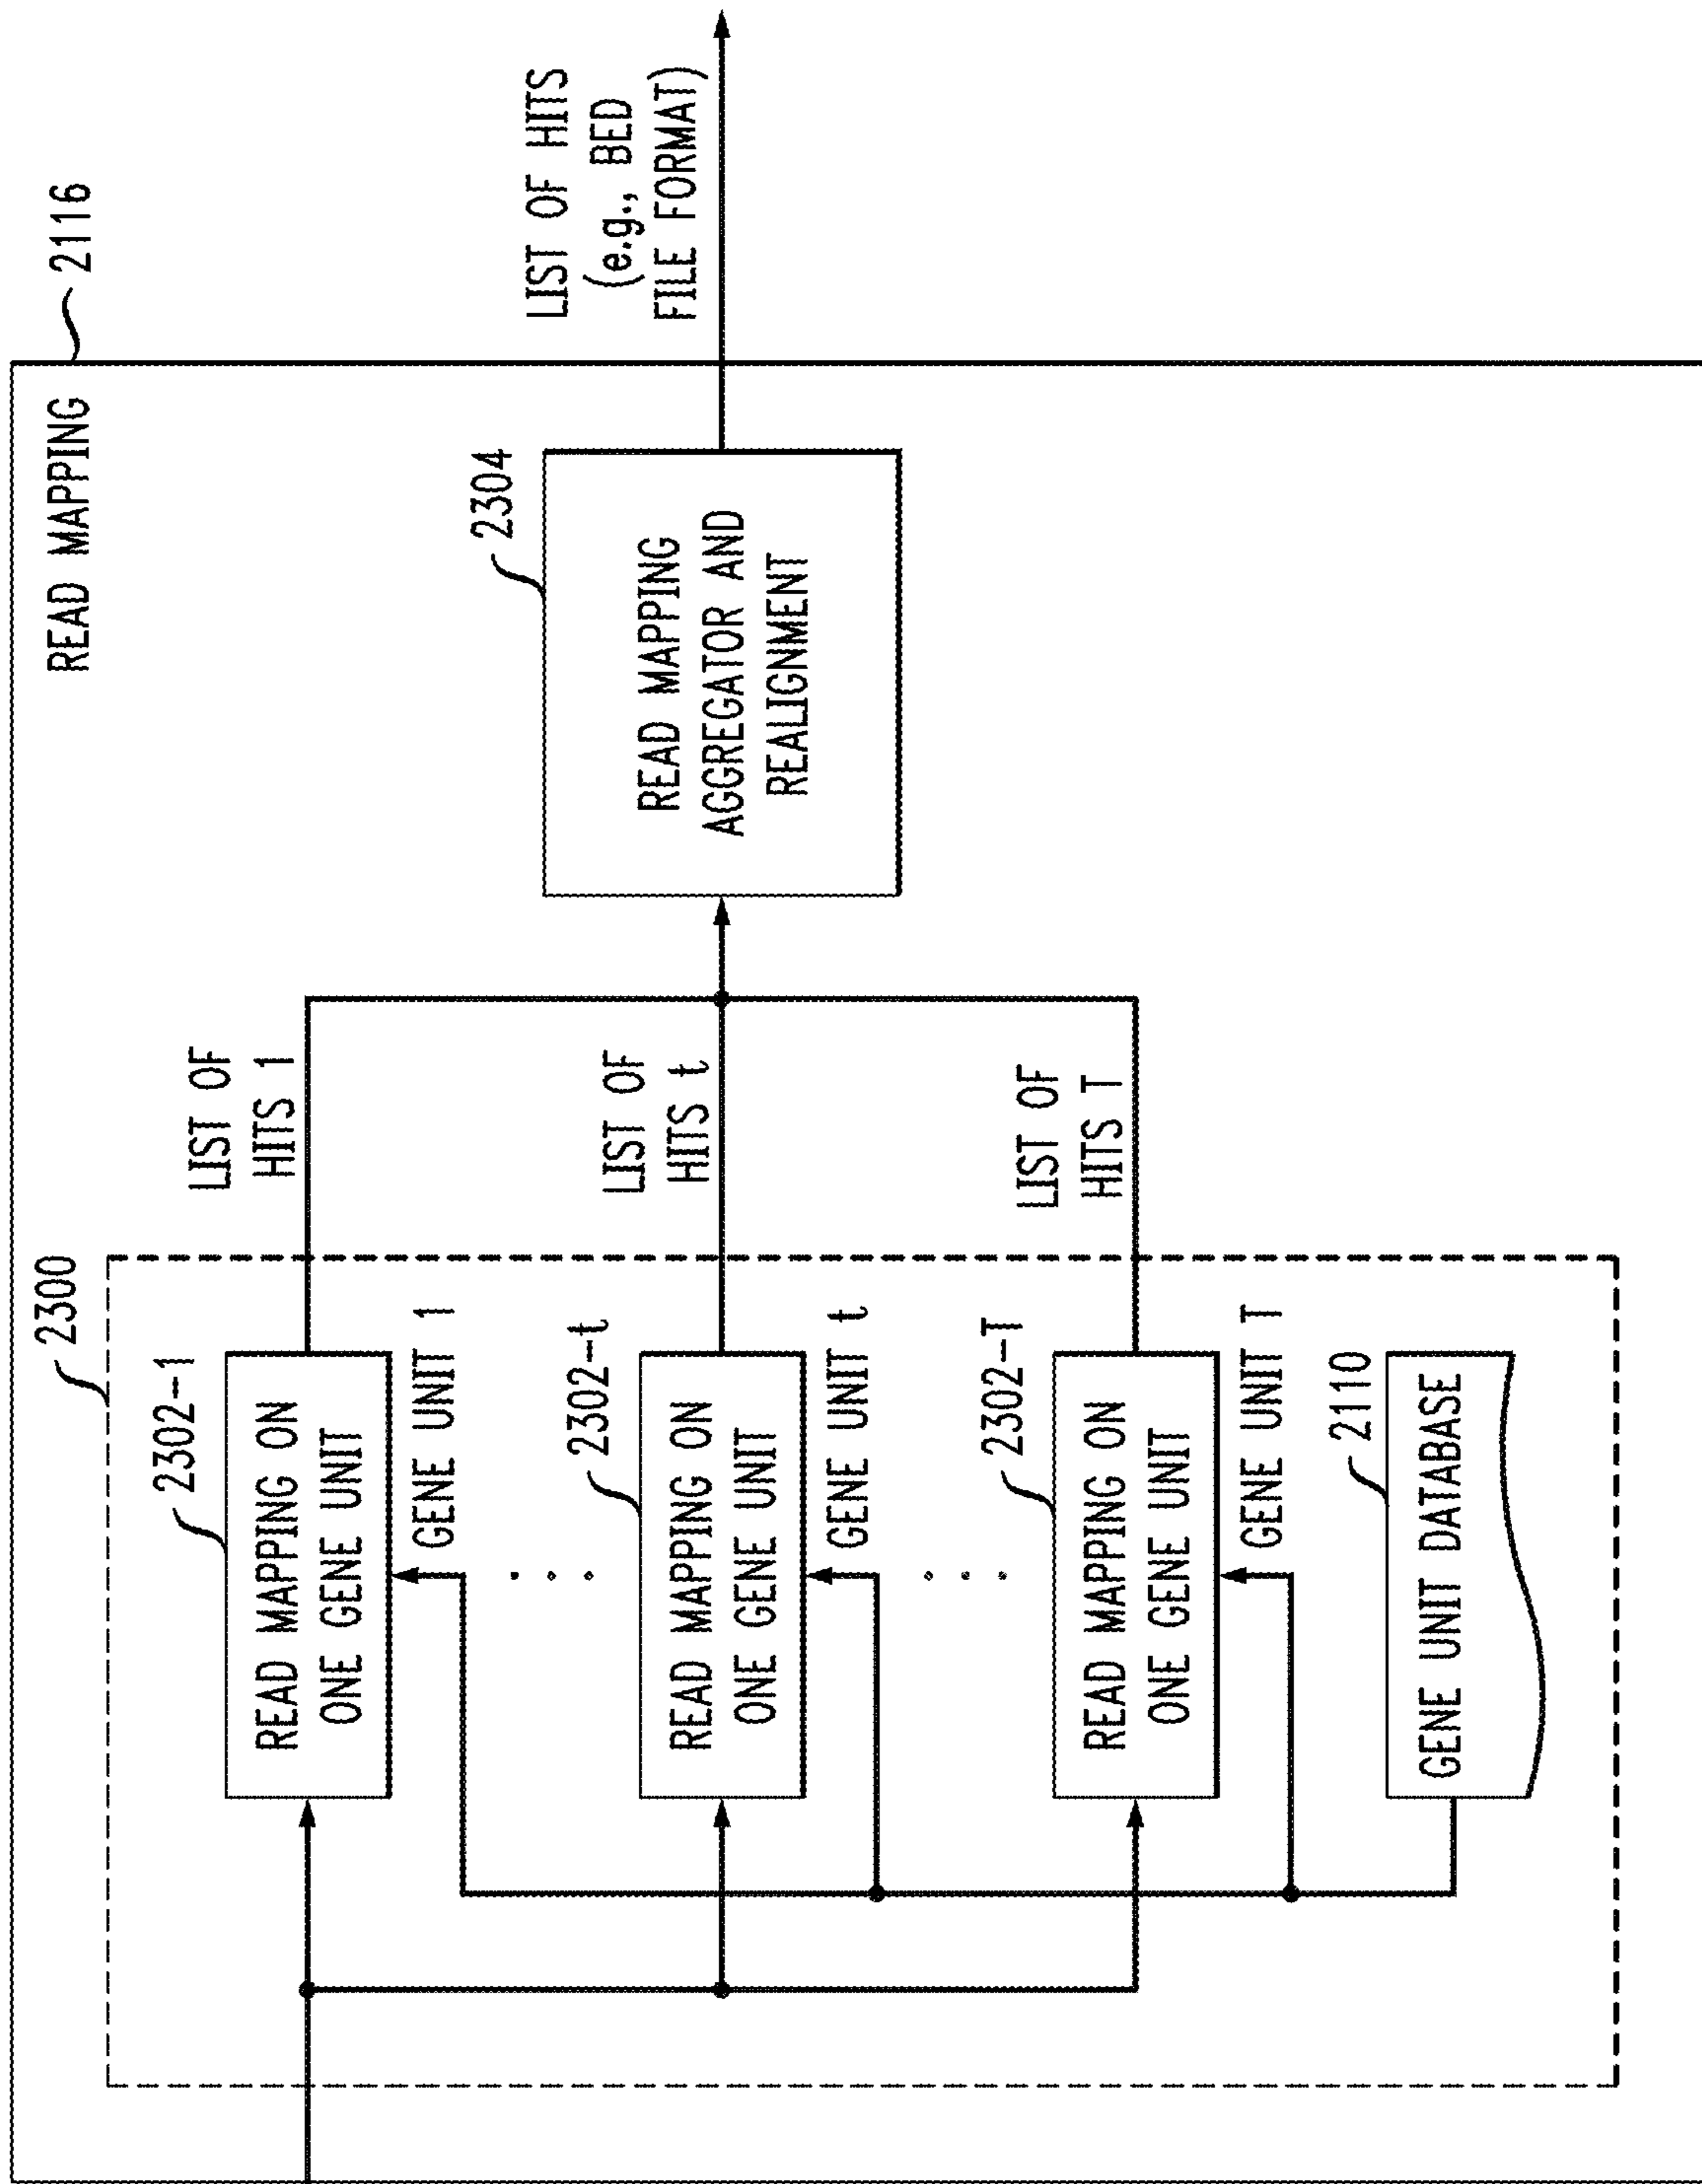 READ MAPPING
2116
2300
2302-1
READ MAPPING ON
ONE GENE UNIT
GENE UNIT 1
LIST OF
HITS 1
2302-t
READ MAPPING ON
ONE GENE UNIT
GENE UNIT t
LIST OF
HITS t
2302-T
READ MAPPING ON
ONE GENE UNIT
GENE UNIT T
LIST OF
HITS T
2110
GENE UNIT DATABASE
2304
READ MAPPING
AGGREGATOR AND
REALIGNMENT
LIST OF HITS
(e.g., BED
FILE FORMAT)